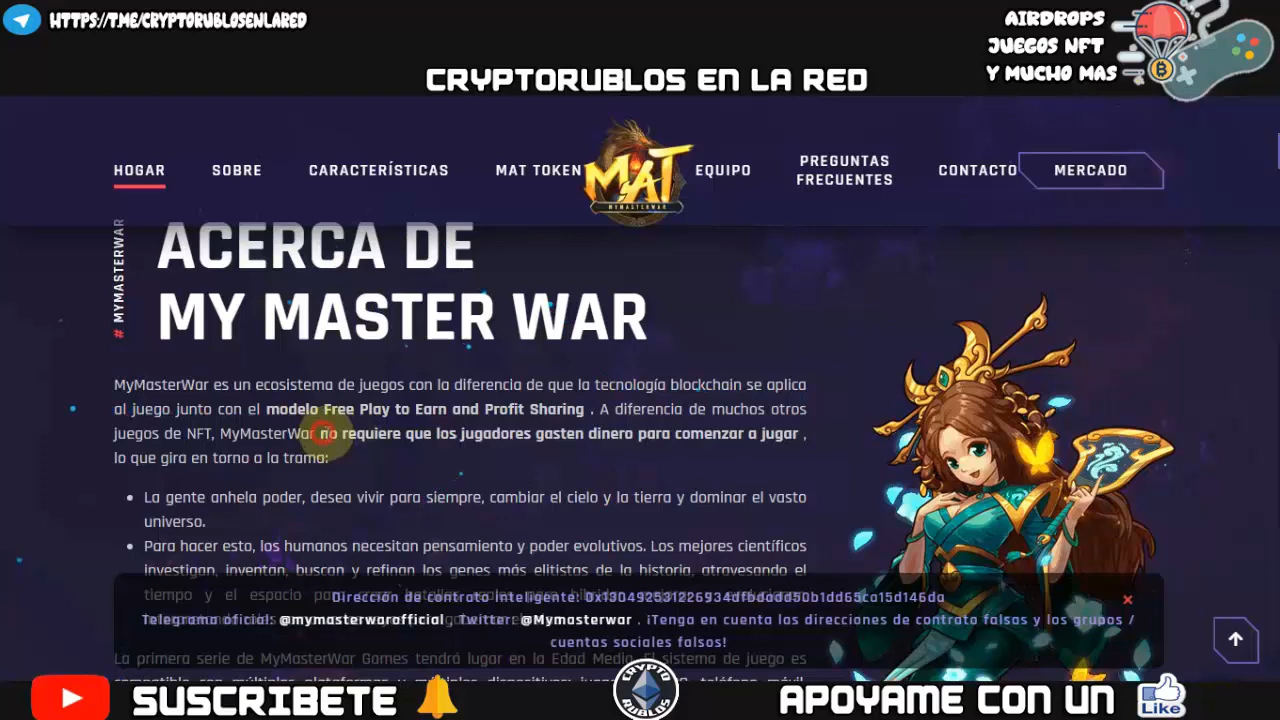 HTTPS://T.ME/CRYPTORUBLOSENLARED
AIRDROPS
JUEGOS NFT
Y MUCHO MAS
CRYPTORUBLOS EN LA RED
HOGAR
SOBRE
CARACTERÍSTICAS
MAT TOKEN
MAT
MYMASTERWAR
EQUIPO
PREGUNTAS
FRECUENTES
CONTACTO
MERCADO
# MYMASTERWAR
ACERCA DE
MY MASTER WAR
MyMasterWar es un ecosistema de juegos con la diferencia de que la tecnología blockchain se aplica
al juego junto con el modelo Free Play to Earn and Profit Sharing . A diferencia de muchos otros
juegos de NFT, MyMasterWar no requiere que los jugadores gasten dinero para comenzar a jugar ,
lo que gira en torno a la trama:
• La gente anhela poder, desea vivir para siempre, cambiar el cielo y la tierra y dominar el vasto
universo.
• Para hacer esto, los humanos necesitan pensamiento y poder evolutivos. Los mejores científicos
investigan, inventan, buscan y refinan los genes más elitistas de la historia, atravesando el
tiempo y el espacio para
Dirección de contrato inteligente:
Telegrama oficial: @mymasterwarofficial , Twitter: @Mymasterwar . ¡Tenga en cuenta las direcciones de contrato falsas y los grupos /
cuentas sociales falsos!
La primera serie de MyMasterWar Games tendrá lugar en la Edad Media. El sistema de juego es
SUSCRIBETE
CRYPTO
RUBLOS
APOYAME CON UN
Like